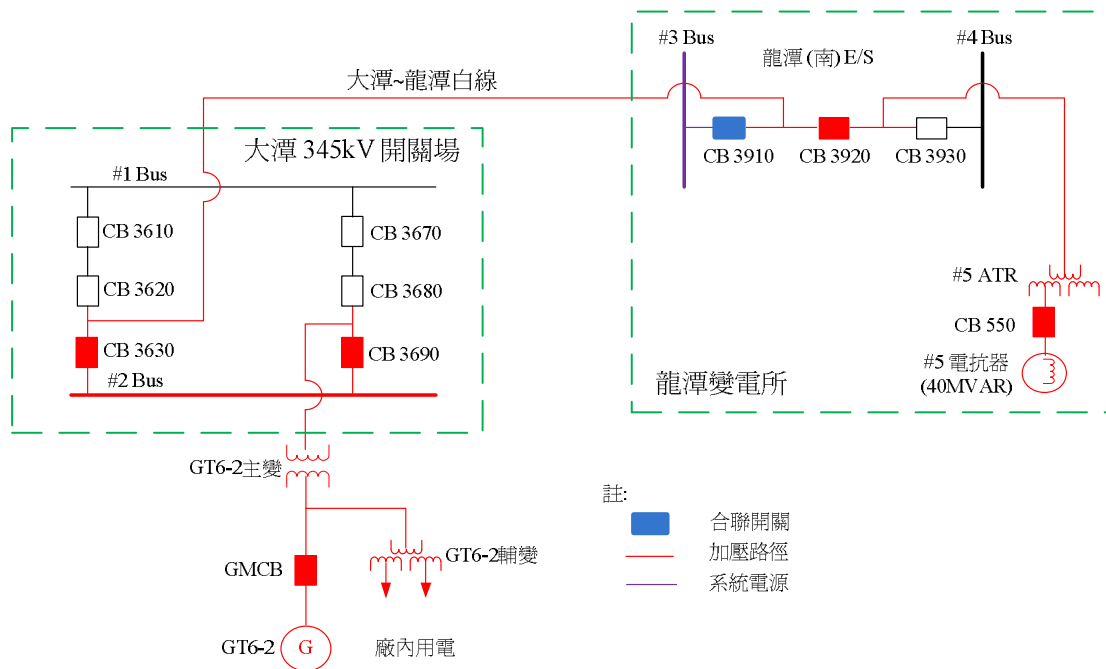 #3 Bus
龍潭(南)E/S
#4 Bus
大潭~龍潭白線
CB 3910
CB 3920
CB 3930
大潭 345kV 開關場
#1 Bus
CB 3610
CB 3670
CB 3620
CB 3680
CB 3630
CB 3690
#2 Bus
#5 ATR
CB 550
#5 電抗器
(40MVAR)
龍潭變電所
GT6-2主變
GT6-2輔變
GMCB
GT6-2
G
廠內用電
註:
合聯開關
加壓路徑
系統電源